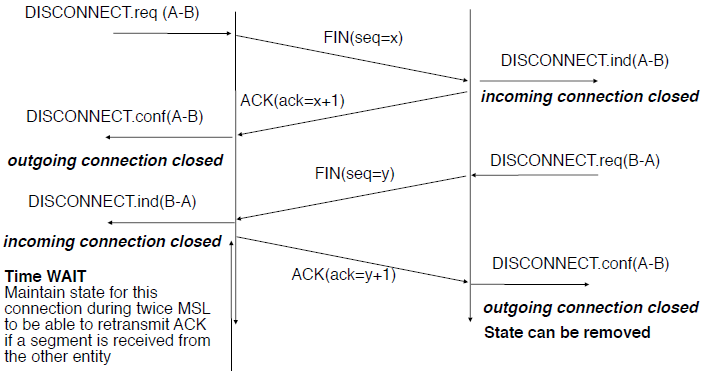 DISCONNECT.req (A-B)
FIN(seq=x)
DISCONNECT.ind(A-B)
incoming connection closed
ACK(ack=x+1)
DISCONNECT.conf(A-B)
outgoing connection closed
DISCONNECT.req(B-A)
FIN(seq=y)
DISCONNECT.ind(B-A)
incoming connection closed
ACK(ack=y+1)
DISCONNECT.conf(A-B)
outgoing connection closed
State can be removed
Time WAIT
Maintain state for this
connection during twice MSL
to be able to retransmit ACK
if a segment is received from
the other entity